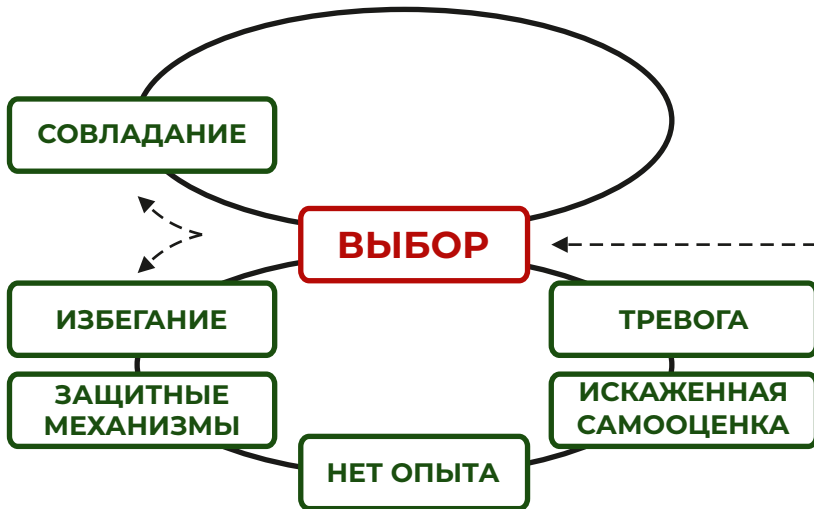 СОВЛАДАНИЕ
ВЫБОР
ИЗБЕГАНИЕ
ТРЕВОГА
ЗАЩИТНЫЕ
МЕХАНИЗМЫ
ИСКАЖЕННАЯ
САМООЦЕНКА
НЕТ ОПЫТА